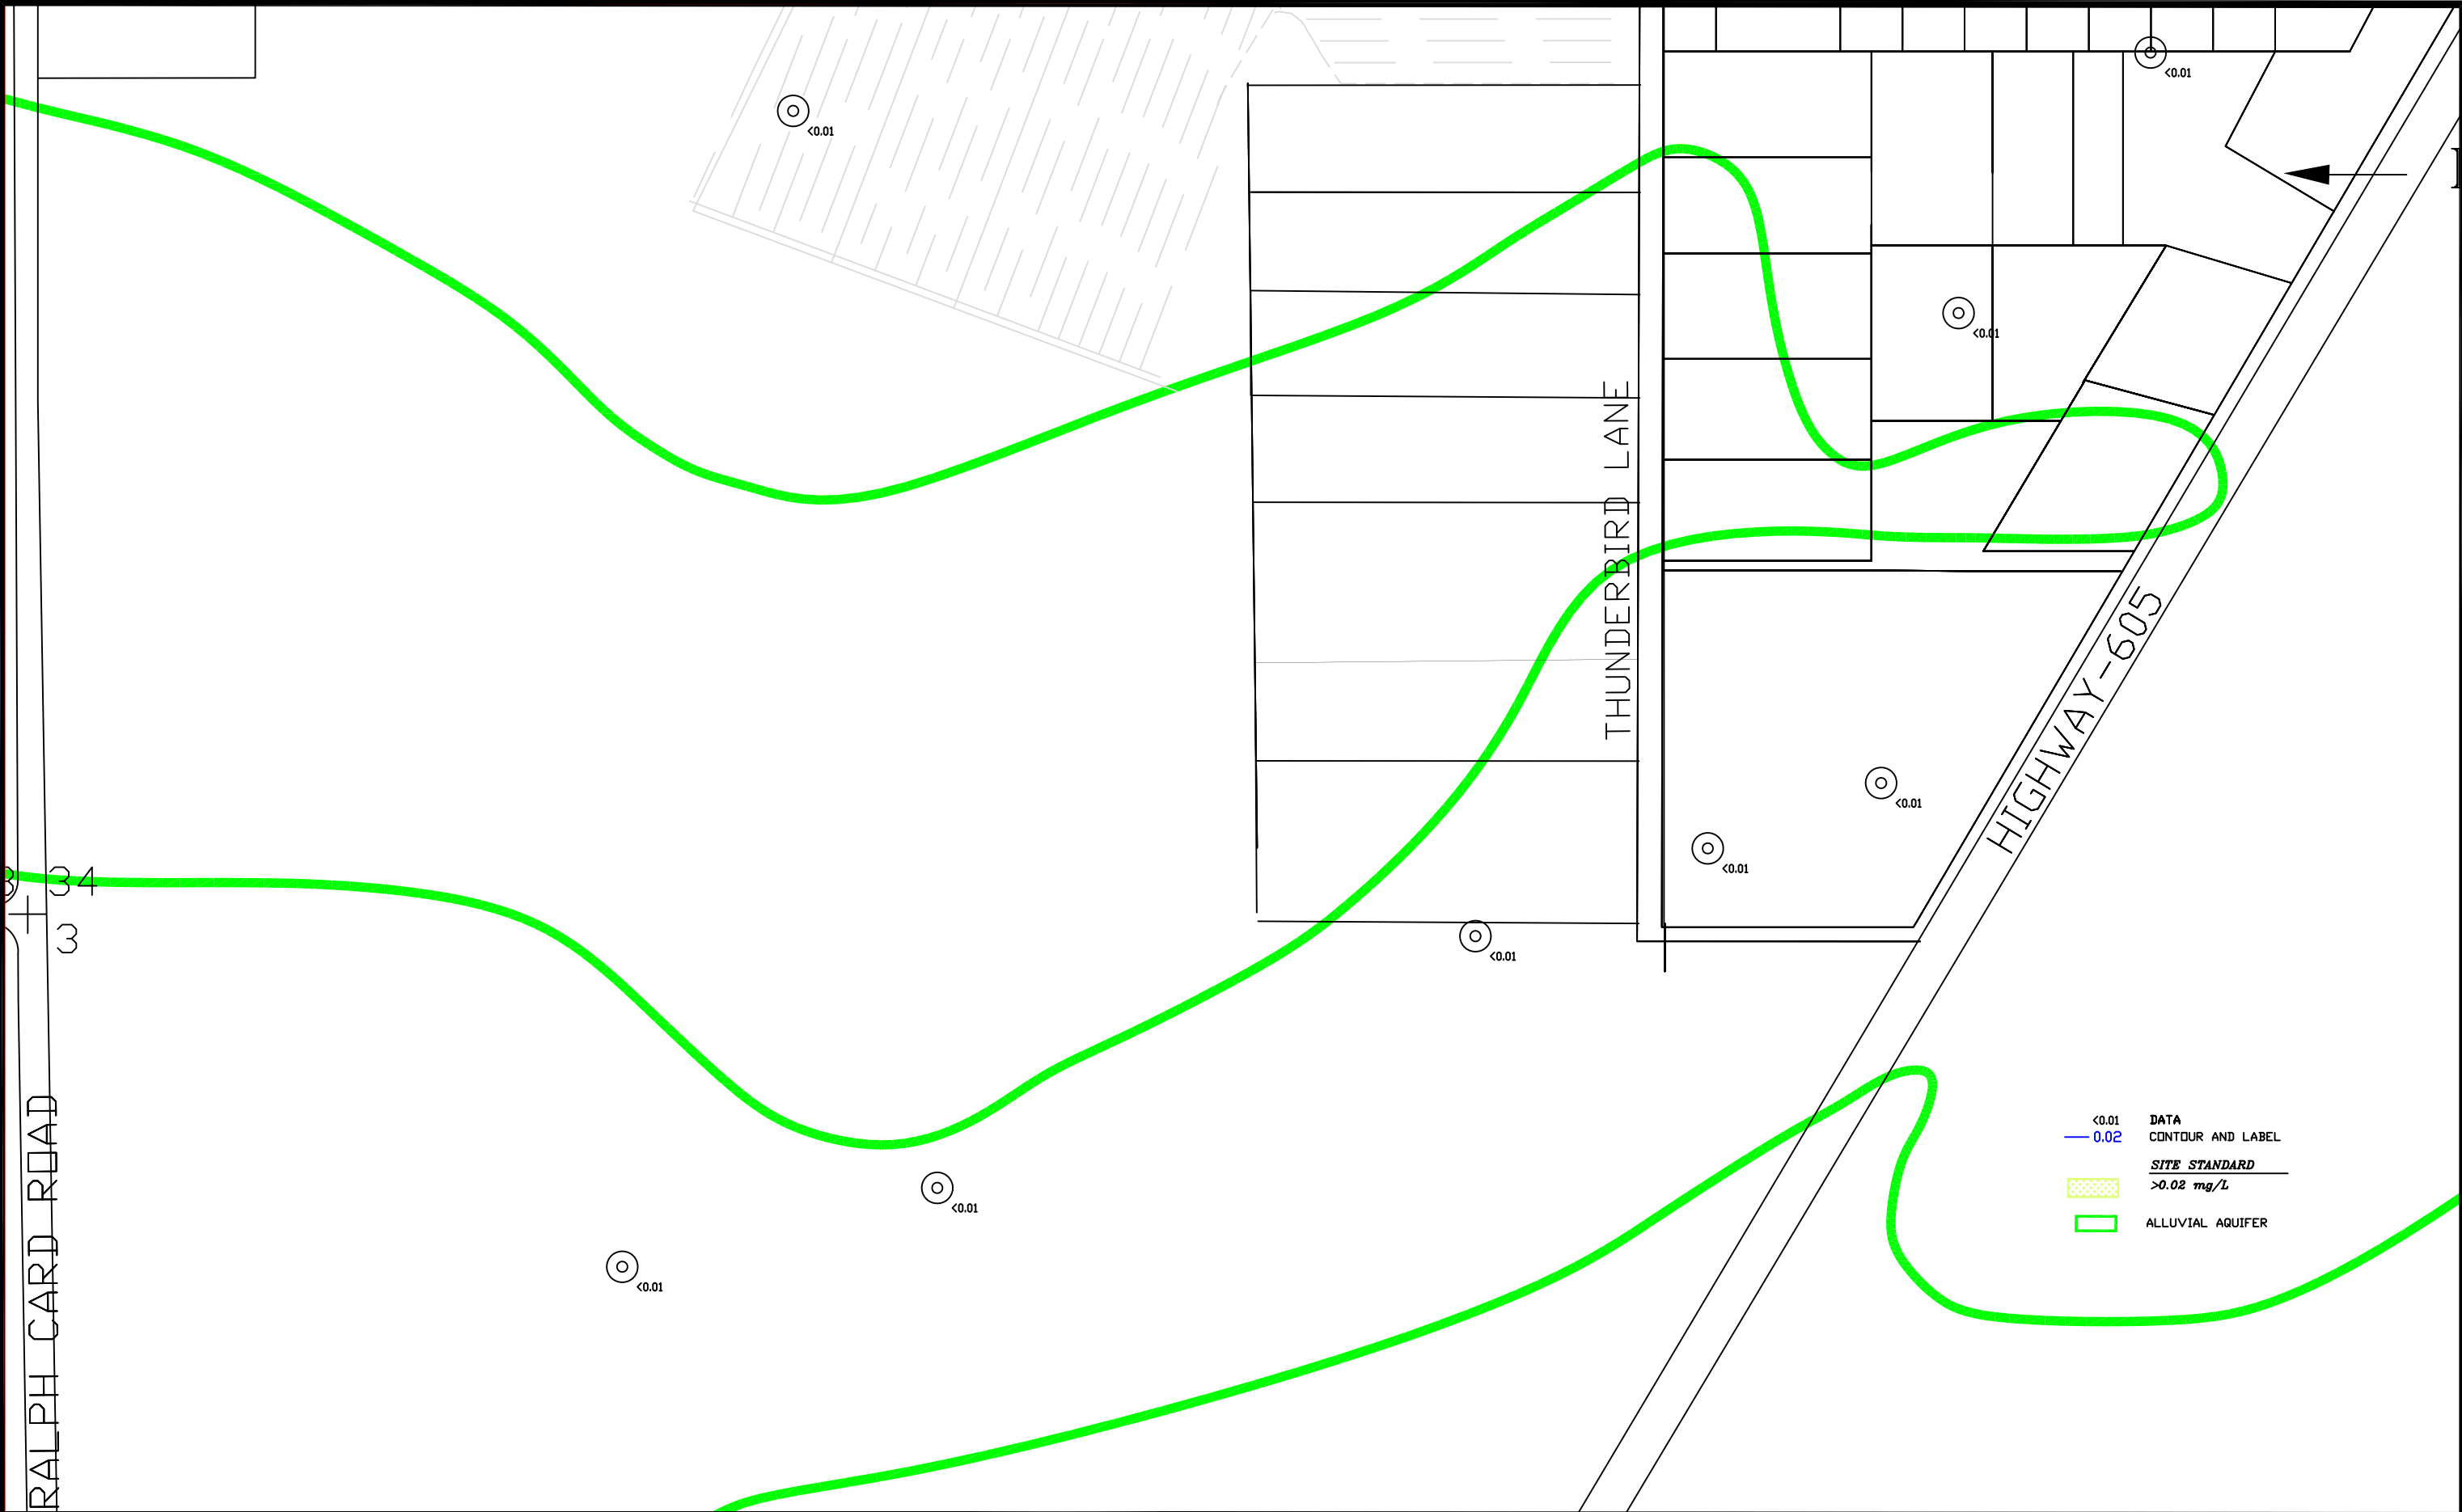 <0.01
<0.01
<0.01
THUNDERBIRD LANE
HIGHWAY-605
<0.01
<0.01
34
3
<0.01
<0.01
<0.01
RALPH CARD ROAD
<0.01 DATA
0.02 CONTOUR AND LABEL
SITE STANDARD
>0.02 mg/L
ALLUVIAL AQUIFER